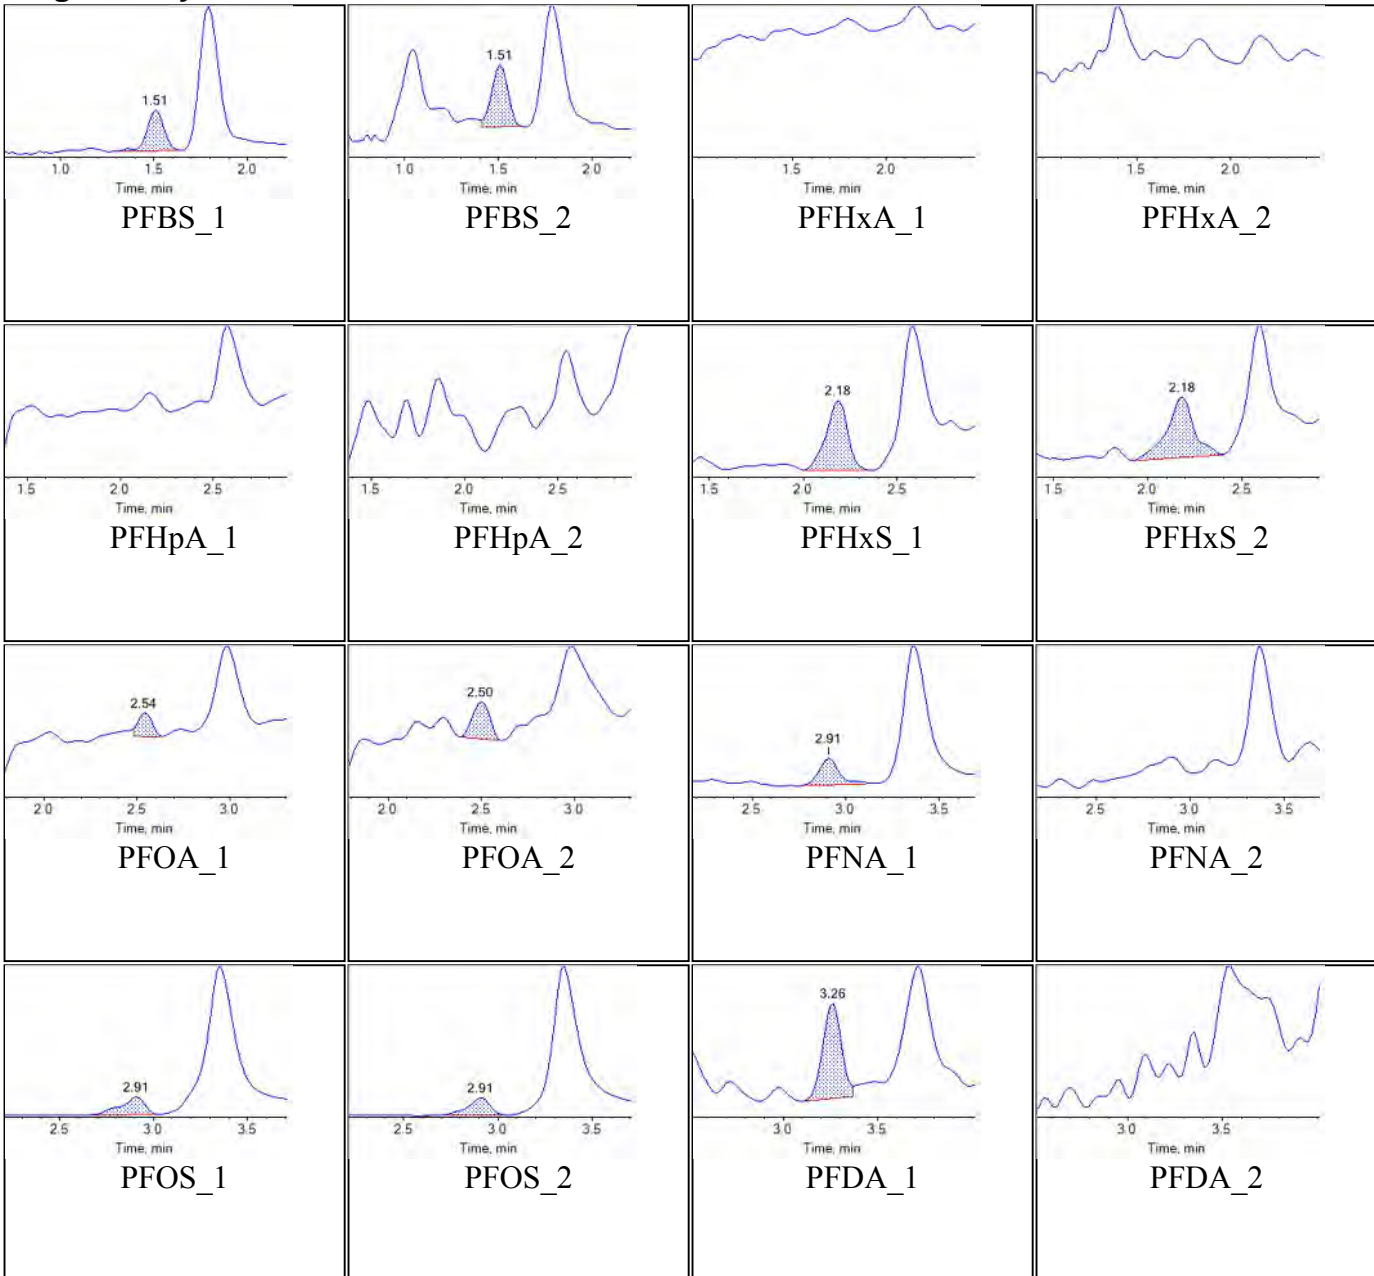 1.51
1.0 1.5 2.0
Time, min
PFBS_1
1.51
1.0 1.5 2.0
Time, min
PFBS_2
1.5 2.0
Time, min
PFHxA_1
1.5 2.0
Time, min
PFHxA_2
1.5 2.0 2.5
Time, min
PFHpA_1
1.5 2.0 2.5
Time, min
PFHpA_2
2.18
1.5 2.0 2.5
Time, min
PFHxS_1
2.18
1.5 2.0 2.5
Time, min
PFHxS_2
2.54
2.0 2.5 3.0
Time, min
PFOA_1
2.50
2.0 2.5 3.0
Time, min
PFOA_2
2.91
2.5 3.0 3.5
Time, min
PFNA_1
2.5 3.0 3.5
Time, min
PFNA_2
2.91
2.5 3.0 3.5
Time, min
PFOS_1
2.91
2.5 3.0 3.5
Time, min
PFOS_2
3.26
3.0 3.5
Time, min
PFDA_1
3.0 3.5
Time, min
PFDA_2